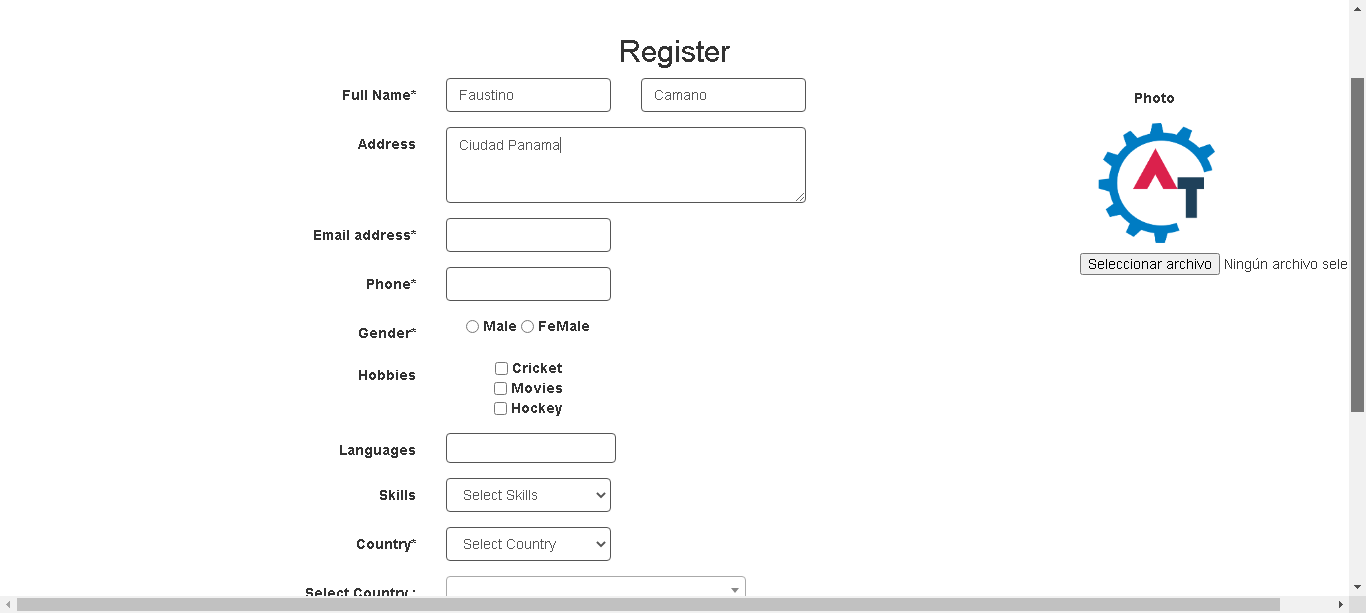 Register
Full Name*
Faustino
Camano
Photo
Address
Ciudad Panama
AT
Email address*
Seleccionar archivo
Ningún archivo sele
Phone*
Gender*
Male
FeMale
Hobbies
Cricket
Movies
Hockey
Languages
Skills
Select Skills
Country*
Select Country
Select Country :